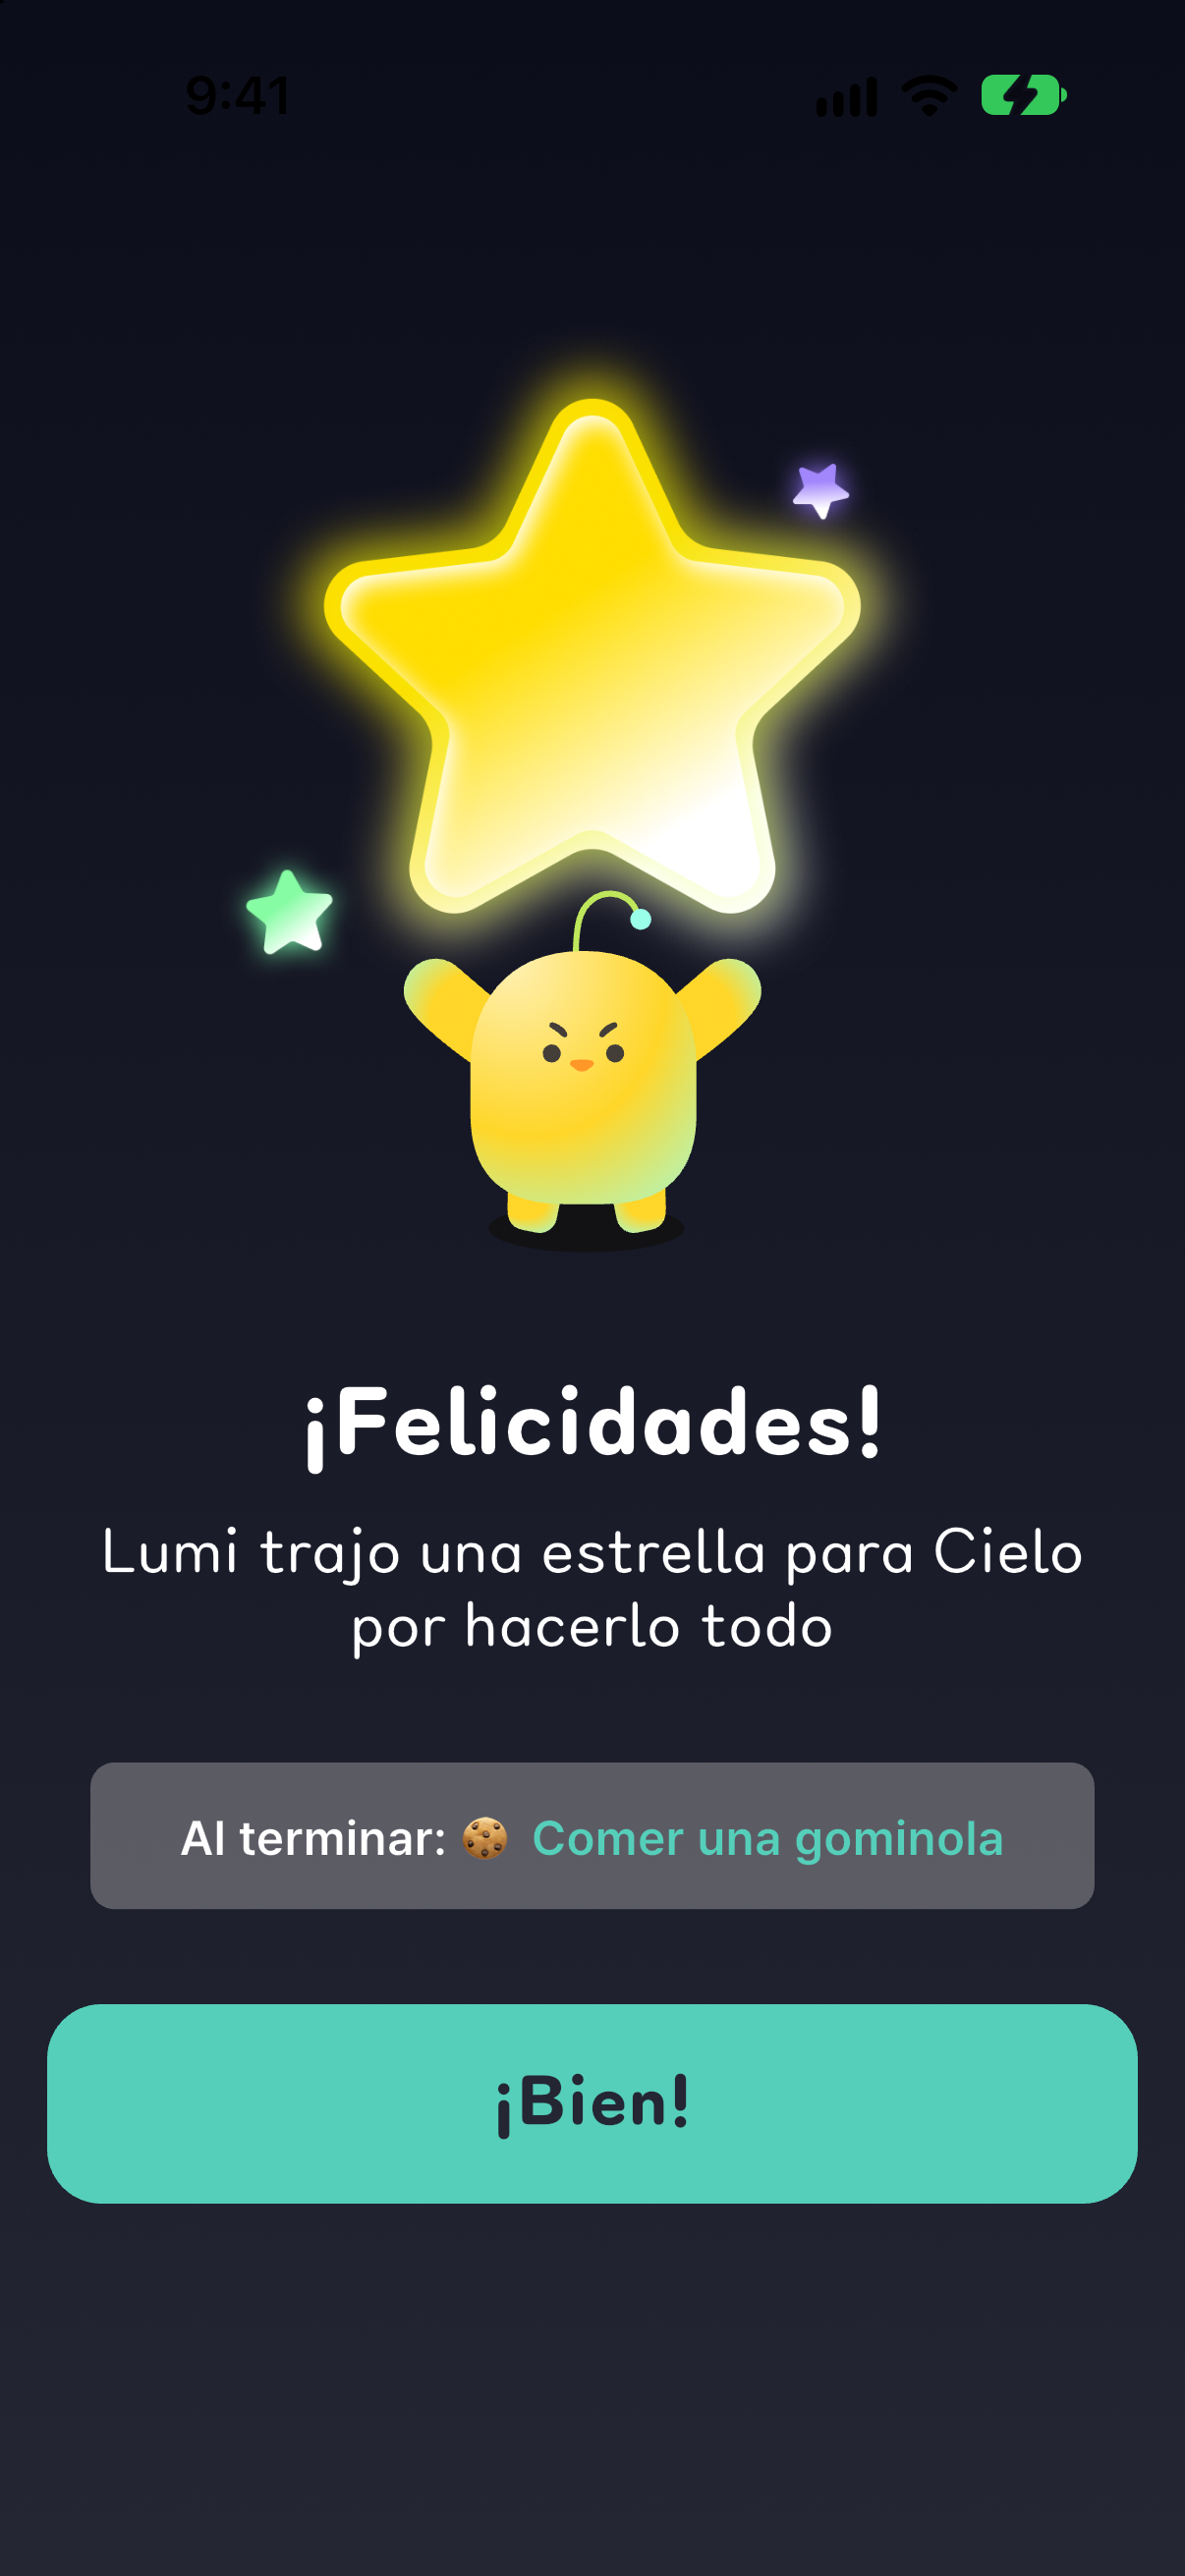 9:41
¡Felicidades!
Lumi trajo una estrella para Cielo
por hacerlo todo
Al terminar: 🍪 Comer una gominola
¡Bien!